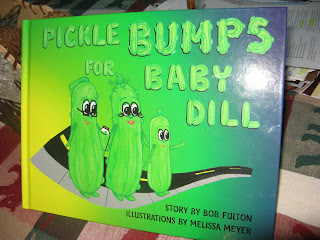 PICKLE BUMPS
FOR BABY
DILL
STORY BY BOB FULTON
ILLUSTRATIONS BY MELISSA MEYER